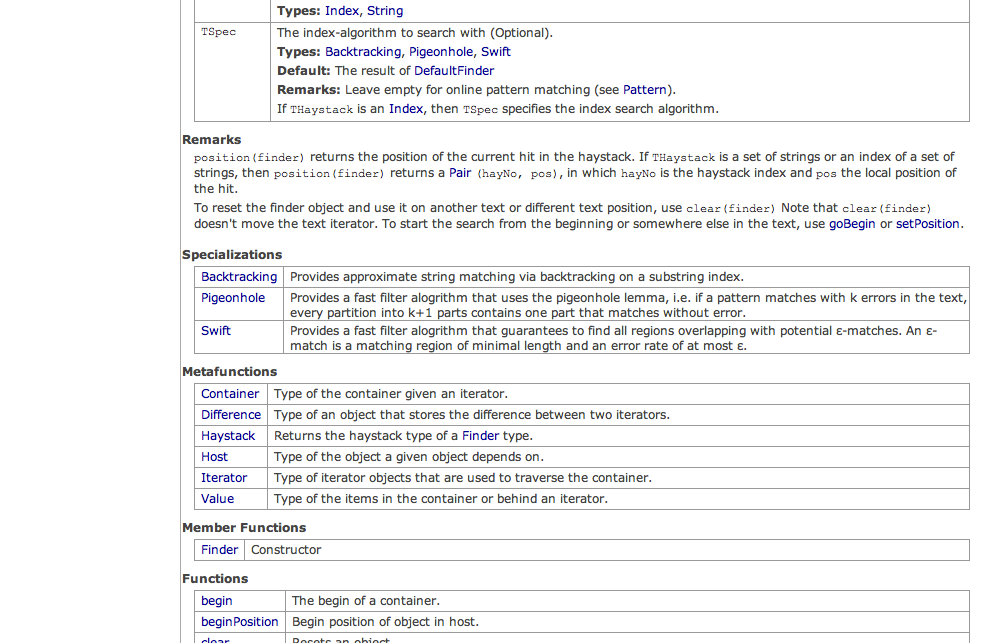 Types: Index, String
TSpec The index-algorithm to search with (Optional).
Types: Backtracking, Pigeonhole, Swift
Default: The result of DefaultFinder
Remarks: Leave empty for online pattern matching (see Pattern).
If THaystack is an Index, then TSpec specifies the index search algorithm.
Remarks
position(finder) returns the position of the current hit in the haystack. If THaystack is a set of strings or an index of a set of
strings, then position(finder) returns a Pair (hayNo, pos), in which hayNo is the haystack index and pos the local position of
the hit.
To reset the finder object and use it on another text or different text position, use clear(finder) Note that clear(finder)
doesn't move the text iterator. To start the search from the beginning or somewhere else in the text, use goBegin or setPosition.
Specializations
Backtracking Provides approximate string matching via backtracking on a substring index.
Pigeonhole Provides a fast filter alogrithm that uses the pigeonhole lemma, i.e. if a pattern matches with k errors in the text,
every partition into k+1 parts contains one part that matches without error.
Swift Provides a fast filter alogrithm that guarantees to find all regions overlapping with potential ε-matches. An ε-
match is a matching region of minimal length and an error rate of at most ε.
Metafunctions
Container Type of the container given an iterator.
Difference Type of an object that stores the difference between two iterators.
Haystack Returns the haystack type of a Finder type.
Host Type of the object a given object depends on.
Iterator Type of iterator objects that are used to traverse the container.
Value Type of the items in the container or behind an iterator.
Member Functions
Finder Constructor
Functions
begin The begin of a container.
beginPosition Begin position of object in host.
clear Resets an object.